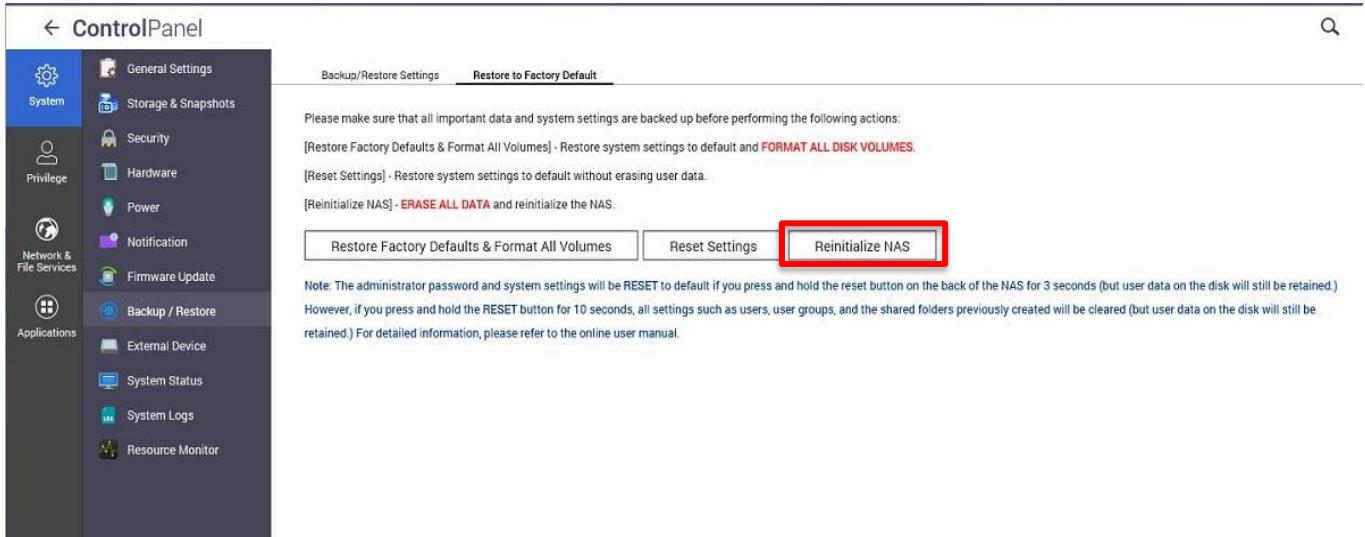 ControlPanel
System
Privilege
Network &
File Services
Applications
General Settings
Storage & Snapshots
Security
Hardware
Power
Notification
Firmware Update
Backup / Restore
External Device
System Status
System Logs
Resource Monitor
Backup/Restore Settings Restore to Factory Default
Please make sure that all important data and system settings are backed up before performing the following actions:
[Restore Factory Defaults & Format All Volumes] - Restore system settings to default and FORMAT ALL DISK VOLUMES.
[Reset Settings] - Restore system settings to default without erasing user data.
[Reinitialize NAS] - ERASE ALL DATA and reinitialize the NAS.
Restore Factory Defaults & Format All Volumes Reset Settings Reinitialize NAS
Note: The administrator password and system settings will be RESET to default if you press and hold the reset button on the back of the NAS for 3 seconds (but user data on the disk will still be retained.)
However, if you press and hold the RESET button for 10 seconds, all settings such as users, user groups, and the shared folders previously created will be cleared (but user data on the disk will still be
retained.) For detailed information, please refer to the online user manual.